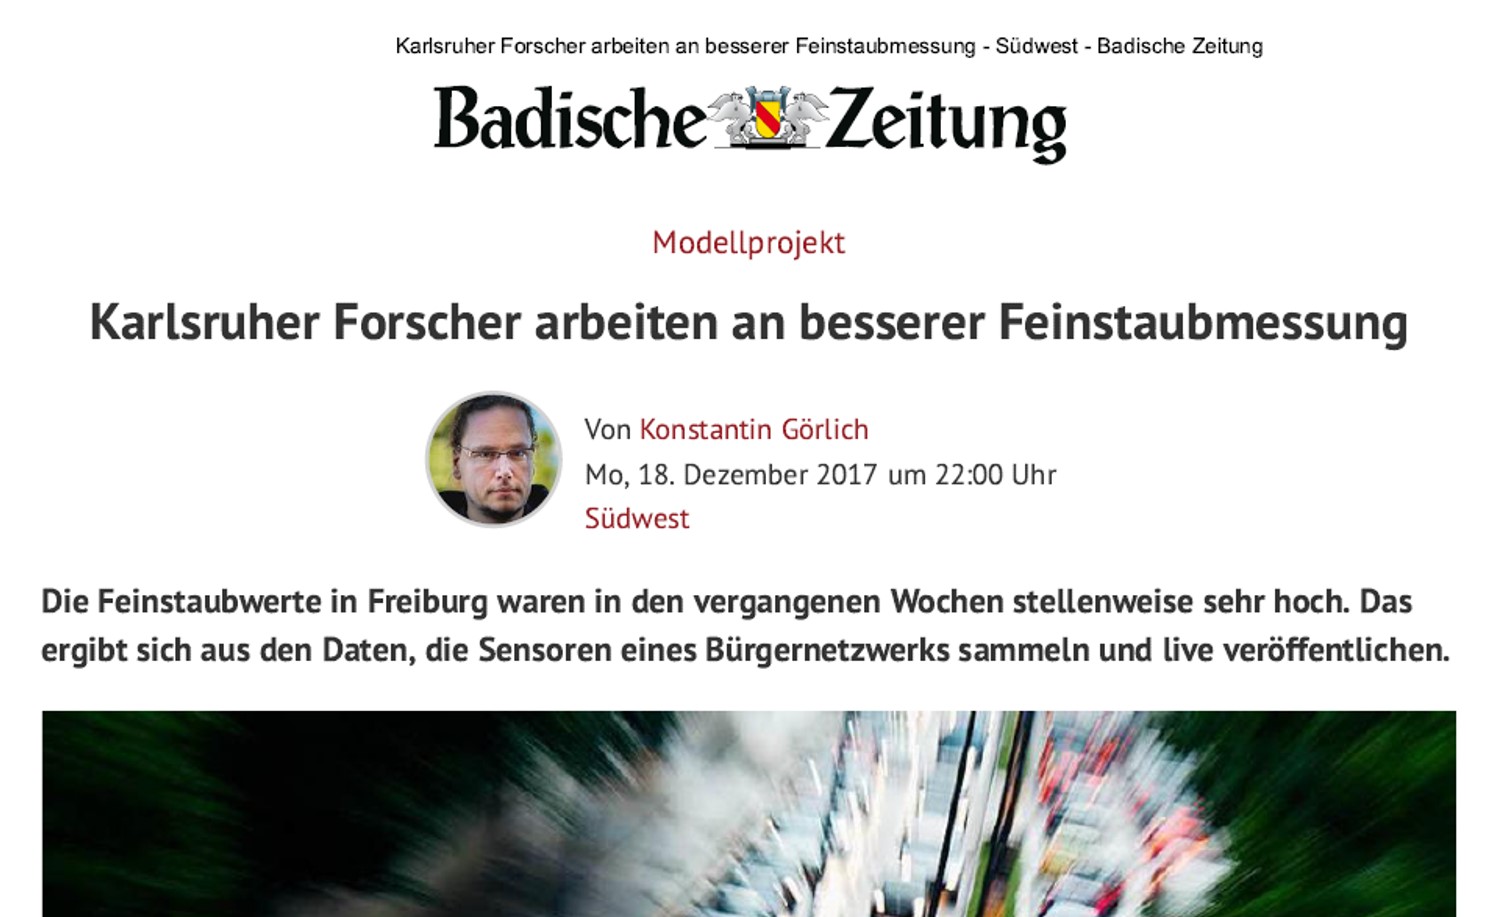 Karlsruher Forscher arbeiten an besserer Feinstaubmessung - Südwest - Badische Zeitung
Badische Zeitung
Modellprojekt
Karlsruher Forscher arbeiten an besserer Feinstaubmessung
Von Konstantin Görlich
Mo, 18. Dezember 2017 um 22:00 Uhr
Südwest
Die Feinstaubwerte in Freiburg waren in den vergangenen Wochen stellenweise sehr hoch. Das
ergibt sich aus den Daten, die Sensoren eines Bürgernetzwerks sammeln und live veröffentlichen.